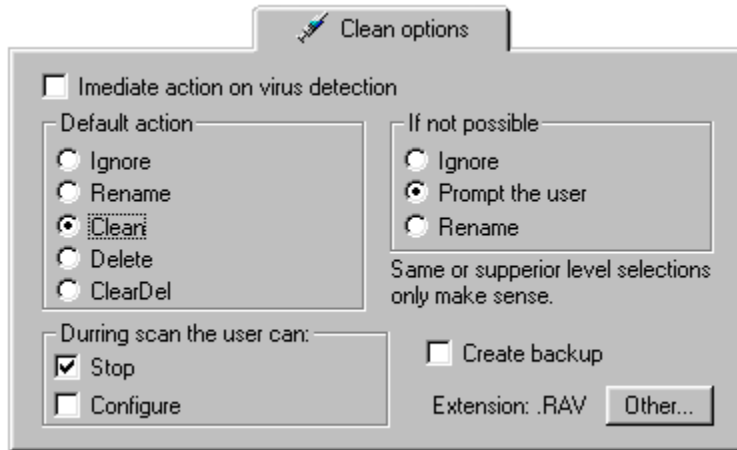 Clean options
Imediate action on virus detection
Default action
Ignore
Rename
Clean
Delete
ClearDel
If not possible
Ignore
Prompt the user
Rename
Same or supperior level selections
only make sense.
Durring scan the user can:
Stop
Configure
Create backup
Extension: .RAV
Other...